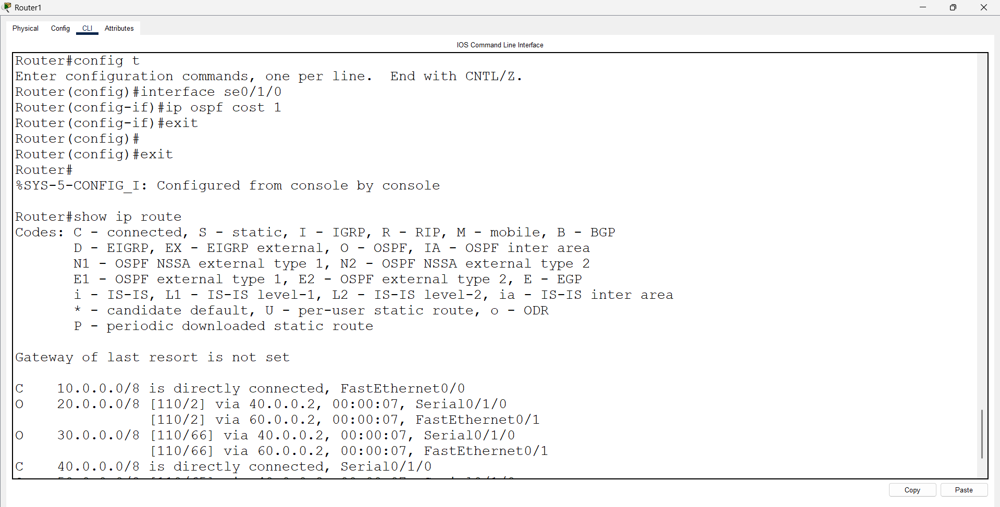 Router1
Physical Config CLI Attributes
IOS Command Line Interface
Router#config t
Enter configuration commands, one per line.  End with CNTL/Z.
Router(config)#interface se0/1/0
Router(config-if)#ip ospf cost 1
Router(config-if)#exit
Router(config)#
Router(config)#exit
Router#
%SYS-5-CONFIG_I: Configured from console by console
Router#show ip route
Codes: C - connected, S - static, I - IGRP, R - RIP, M - mobile, B - BGP
D - EIGRP, EX - EIGRP external, O - OSPF, IA - OSPF inter area
N1 - OSPF NSSA external type 1, N2 - OSPF NSSA external type 2
E1 - OSPF external type 1, E2 - OSPF external type 2, E - EGP
i - IS-IS, L1 - IS-IS level-1, L2 - IS-IS level-2, ia - IS-IS inter area
* - candidate default, U - per-user static route, o - ODR
P - periodic downloaded static route
Gateway of last resort is not set
C    10.0.0.0/8 is directly connected, FastEthernet0/0
O    20.0.0.0/8 [110/2] via 40.0.0.2, 00:00:07, Serial0/1/0
[110/2] via 60.0.0.2, 00:00:07, FastEthernet0/1
O    30.0.0.0/8 [110/66] via 40.0.0.2, 00:00:07, Serial0/1/0
[110/66] via 60.0.0.2, 00:00:07, FastEthernet0/1
C    40.0.0.0/8 is directly connected, Serial0/1/0
Copy Paste